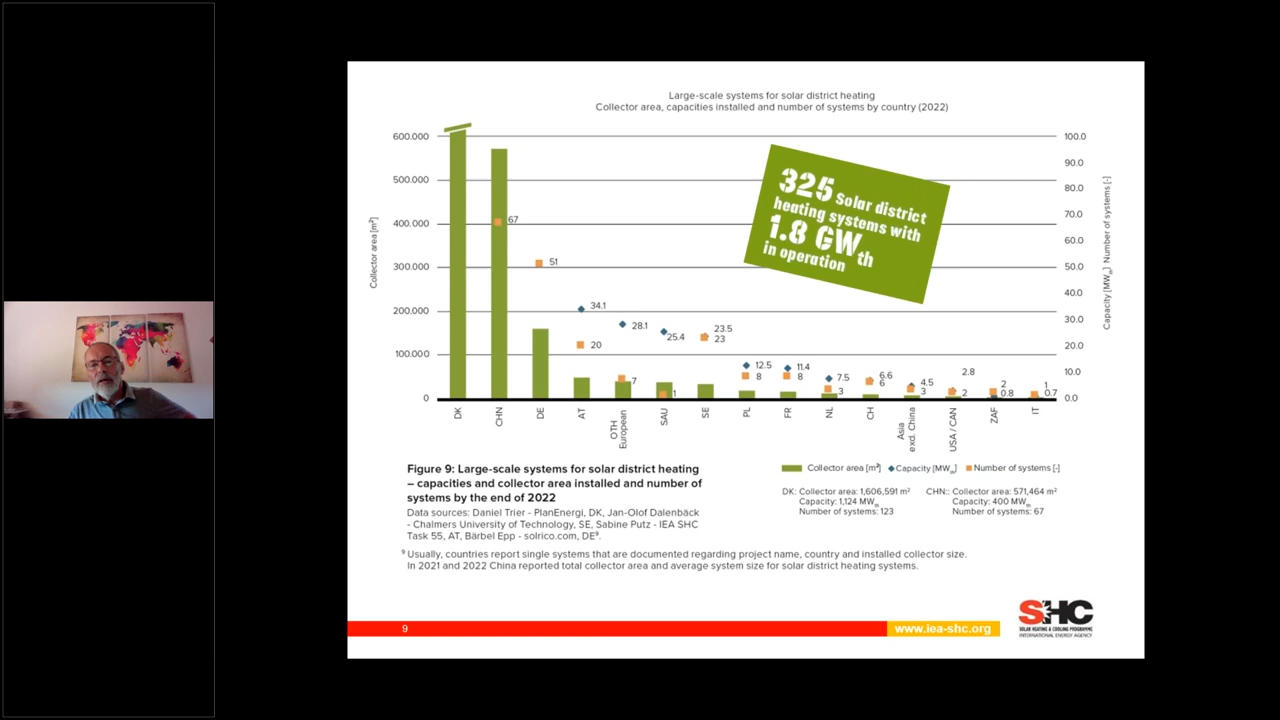 Large-scale systems for solar district heating
Collector area, capacities installed and number of systems by country (2022)
600.000
500.000
400.000
300.000
200.000
100.000
0
Collector area [m²]
100.0
90.0
80.0
70.0
60.0
50.0
40.0
30.0
20.0
10.0
0.0
Capacity [MWth] Number of systems [-]
325 Solar district
heating systems with
1.8 GWth
in operation
67
51
34.1
20
28.1
7
25.4
1
23.5
23
12.5
8
11.4
8
7.5
3
6.6
6
4.5
3
2.8
2
2
0.8
1
0.7
DK
CHN
DE
AT
OTH
European
SAU
SE
PL
FR
NL
CH
Asia
exd. China
USA / CAN
ZAF
IT
Collector area [m²] Capacity [MWth] Number of systems [-]
DK: Collector area: 1,606,591 m²
Capacity: 1,124 MWth
Number of systems: 123
CHN:: Collector area: 571,464 m²
Capacity: 400 MWth
Number of systems: 67
Figure 9: Large-scale systems for solar district heating
– capacities and collector area installed and number of
systems by the end of 2022
Data sources: Daniel Trier - PlanEnergi, DK, Jan-Olof Dalenbäck
- Chalmers University of Technology, SE, Sabine Putz - IEA SHC
Task 55, AT, Bärbel Epp - solrico.com, DE⁹.
⁹ Usually, countries report single systems that are documented regarding project name, country and installed collector size.
In 2021 and 2022 China reported total collector area and average system size for solar district heating systems.
9
www.iea-shc.org
SHC
SOLAR HEATING & COOLING PROGRAMME
INTERNATIONAL ENERGY AGENCY